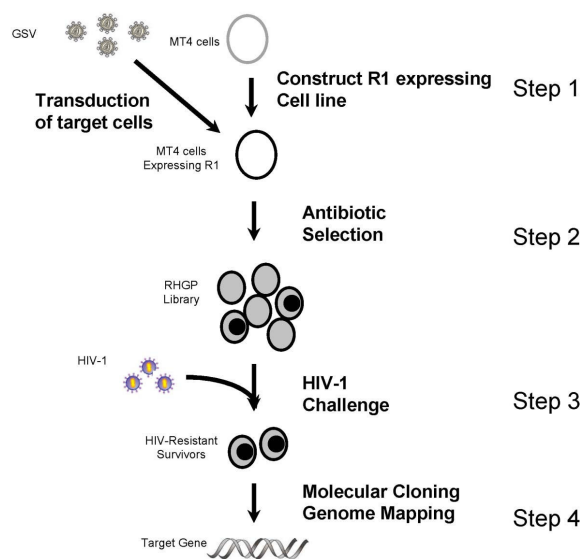 GSV
MT4 cells
Construct R1 expressing
Cell line
Step 1
Transduction
of target cells
MT4 cells
Expressing R1
Antibiotic
Selection
Step 2
RHGP
Library
HIV-1
HIV-1
Challenge
Step 3
HIV-Resistant
Survivors
Molecular Cloning
Genome Mapping
Step 4
Target Gene